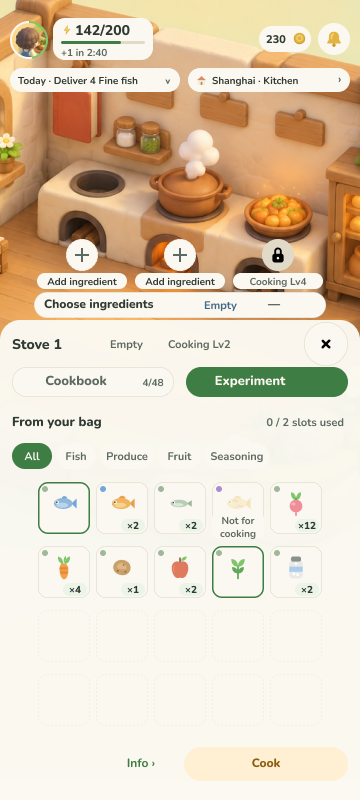 142/200
+1 in 2:40
230
Today · Deliver 4 Fine fish
Shanghai · Kitchen
Add ingredient
Add ingredient
Cooking Lv4
Choose ingredients Empty —
Stove 1 Empty Cooking Lv2
Cookbook 4/48 Experiment
From your bag 0 / 2 slots used
All Fish Produce Fruit Seasoning
×2 ×2 Not for cooking ×12
×4 ×1 ×2 ×2
Info › Cook